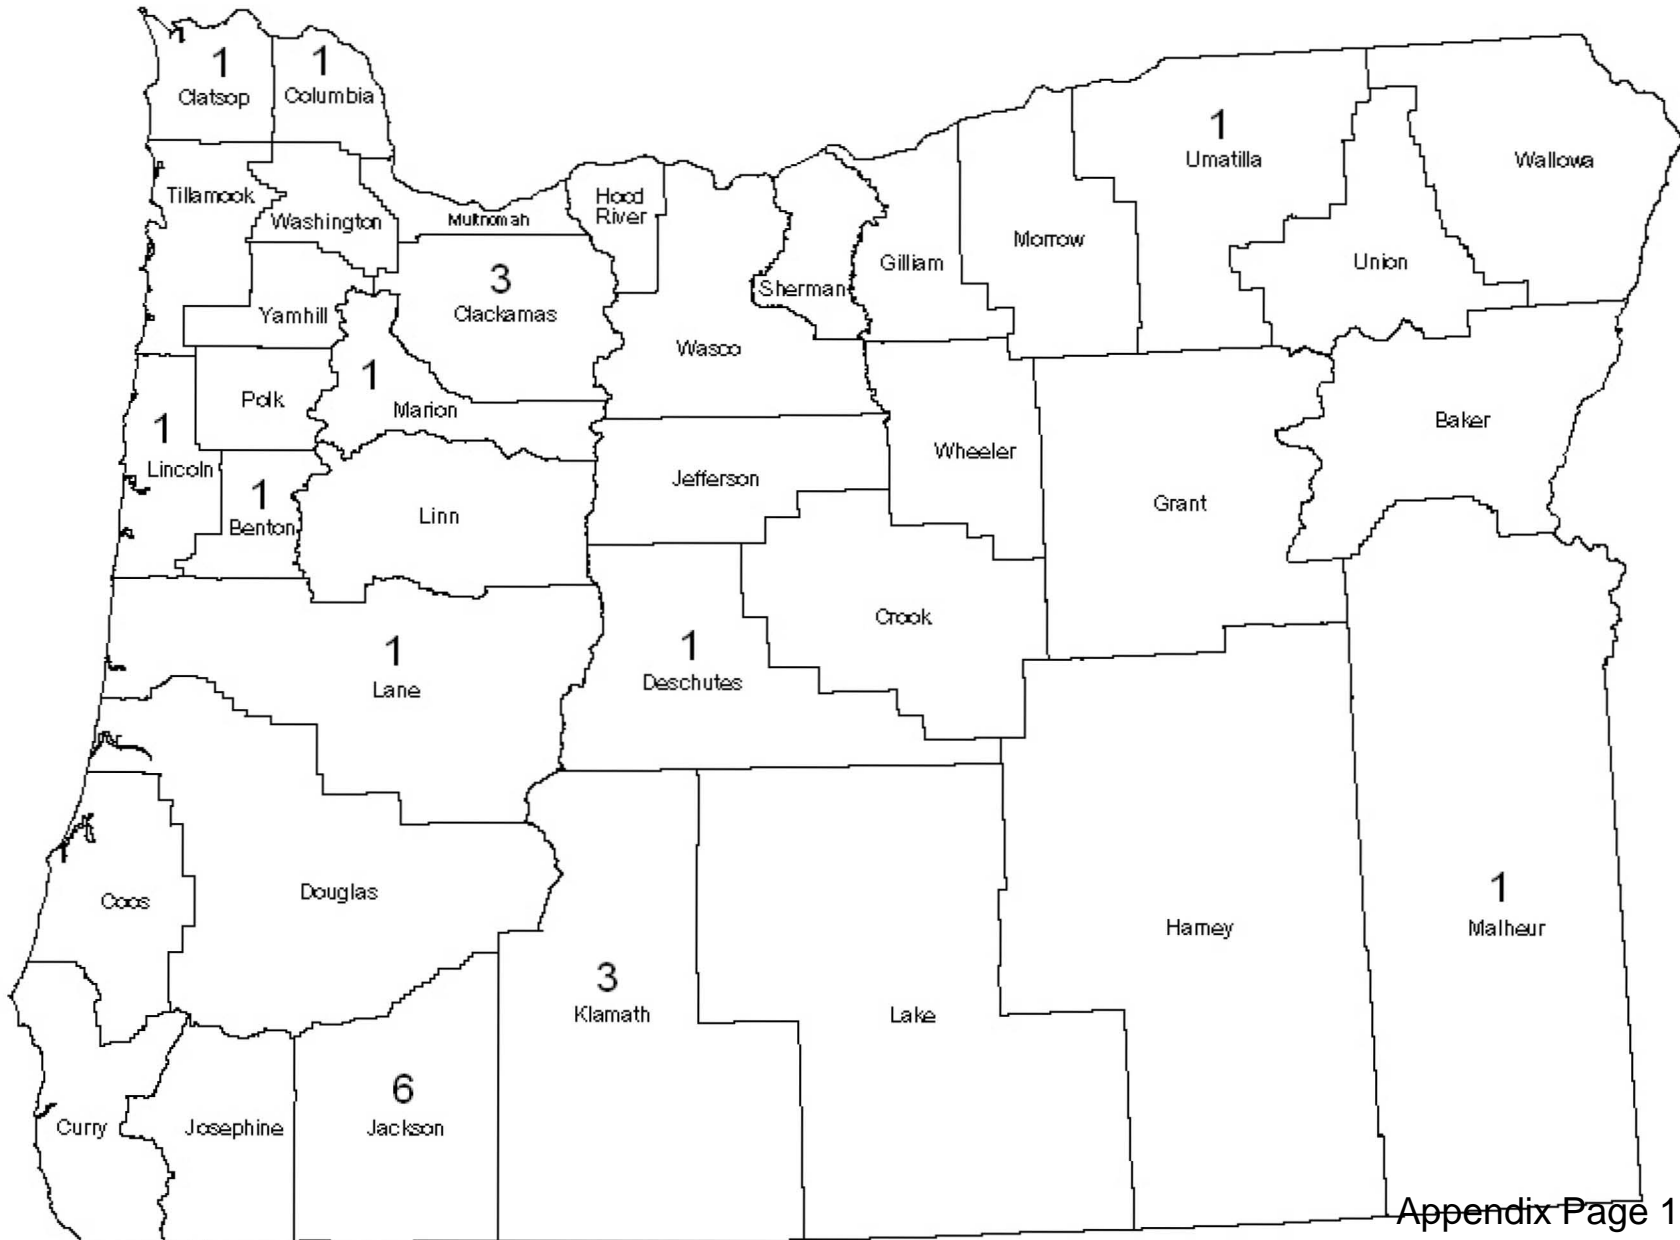 1
Clatsop
1
Columbia
Tillamook
Washington
Multnomah
Hood
River
1
Umatilla
Wallowa
Morrow
Gilliam
Sherman
Union
3
Clackamas
Yamhill
Wasco
1
Marion
Polk
1
Lincoln
1
Benton
Linn
Jefferson
Wheeler
Grant
Baker
Crook
1
Lane
1
Deschutes
Coos
Douglas
3
Klamath
Lake
Harney
1
Malheur
Curry
Josephine
6
Jackson
Appendix Page 1